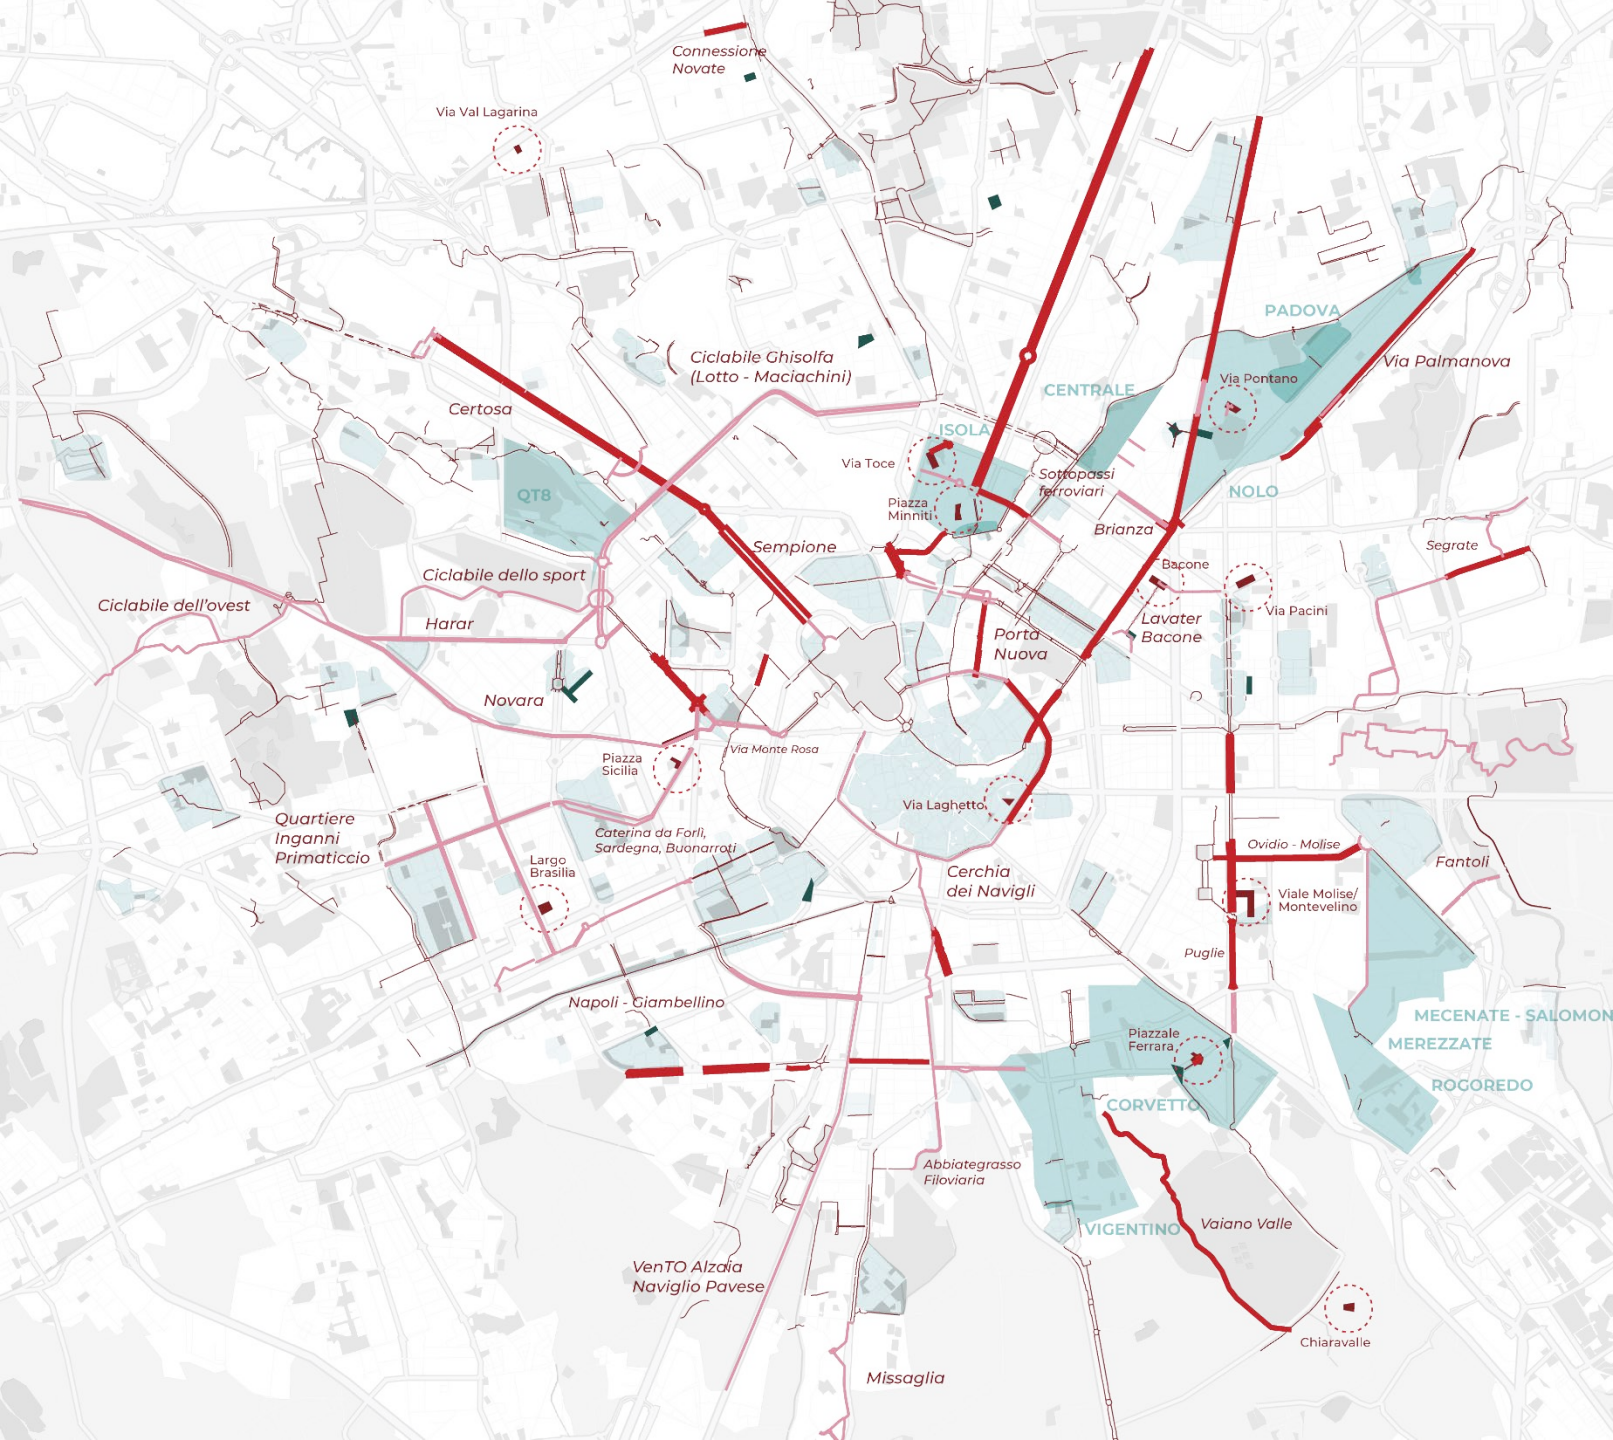 Connessione
Novate
Via Val Lagarina
PADOVA
Ciclabile Ghisolfa
(Lotto - Maciachini)
Via Palmanova
Via Pontano
CENTRALE
Certosa
ISOLA
Via Toce
Sottopassi
ferroviari
QT8
NOLO
Piazza
Minniti
Brianza
Sempione
Segrate
Bacone
Ciclabile dello sport
Ciclabile dell'ovest
Via Pacini
Harar
Lavater
Bacone
Porta
Nuova
Novara
Via Monte Rosa
Piazza
Sicilia
Via Laghetto
Quartiere
Inganni
Primaticcio
Caterina da Forlì,
Sardegna, Buonarroti
Ovidio - Molise
Largo
Brasilia
Fantoli
Cerchia
dei Navigli
Viale Molise/
Montevelino
Puglie
Napoli - Giambellino
MECENATE - SALOMON
Piazzale
Ferrara
MEREZZATE
ROGOREDO
CORVETTO
Abbiategrasso
Filoviaria
VIGENTINO
Vaiano Valle
VenTO Alzaia
Naviglio Pavese
Chiaravalle
Missaglia